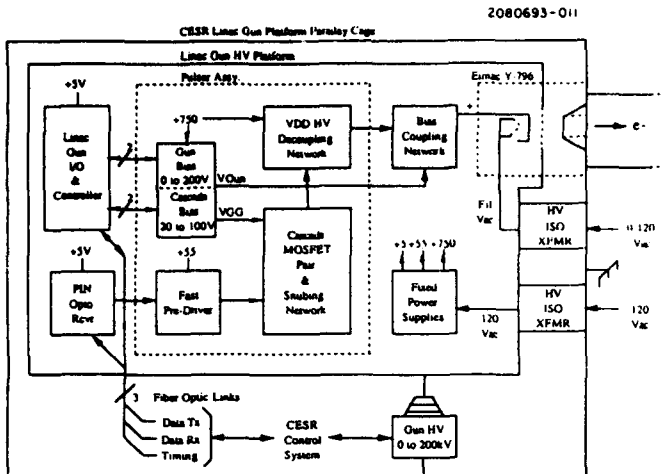 2080693-011
CESR Linac Gun Platform Faraday Cage
Linac Gun HV Platform
Pulser Assy.
Eimac Y-796
+5V
+750
Linac
Gun
I/O
&
Controller
2
2
Gun
Bias
0 to 200V
Cascode
Bias
20 to 100V
VGun
VGG
VDD HV
Decoupling
Network
Bias
Coupling
Network
+
e-
Fil
Vac
HV
ISO
XFMR
0-120
Vac
+5V
PIN
Opto
Rcvr
+55
Fast
Pre-Driver
Cascode
MOSFET
Pair
&
Snubing
Network
+5 +55 +750
Fixed
Power
Supplies
120
Vac
HV
ISO
XFMR
120
Vac
3 Fiber Optic Links
Data Tx
Data Rx
Timing
CESR
Control
System
Gun HV
0 to 200kV